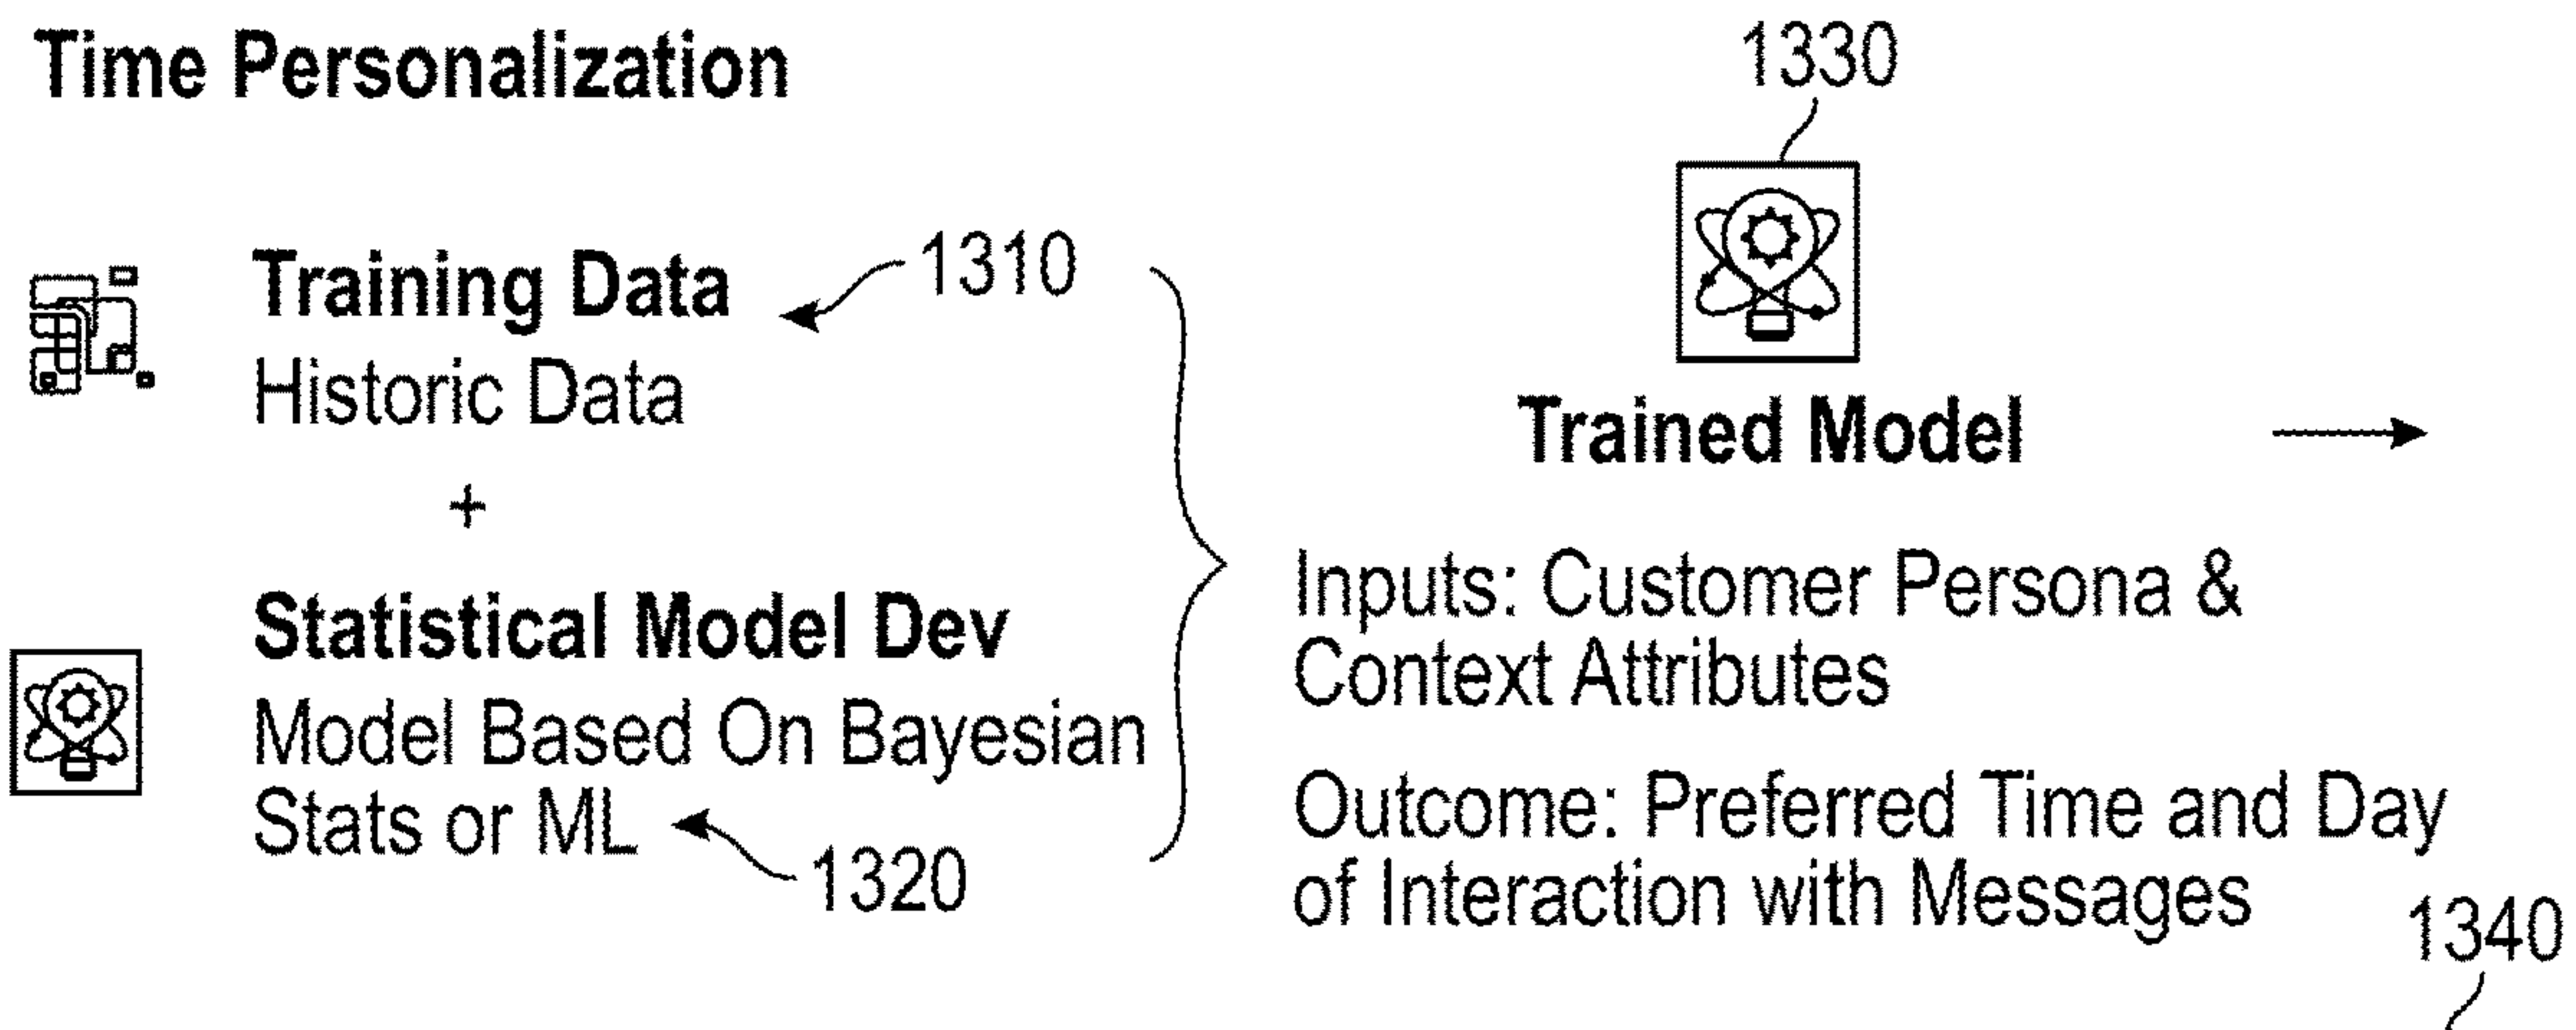 Time Personalization
1330
Training Data
1310
Historic Data
+
Statistical Model Dev
Model Based On Bayesian
Stats or ML
1320
Trained Model
Inputs: Customer Persona &
Context Attributes
Outcome: Preferred Time and Day
of Interaction with Messages
1340